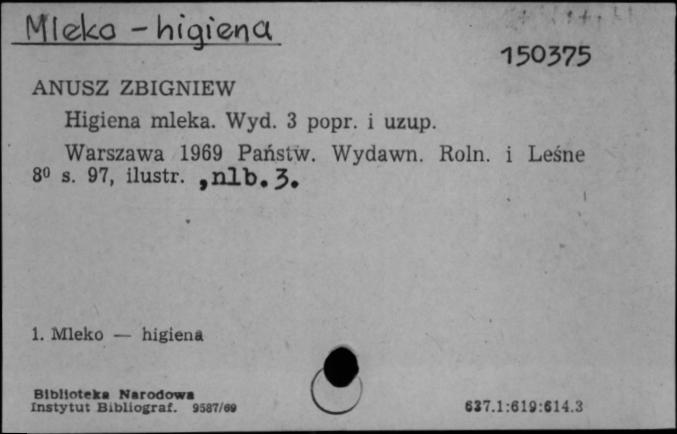 Mleko - higiena
150375
ANUSZ ZBIGNIEW
Higiena mleka. Wyd. 3 popr. i uzup.
Warszawa 1969 Państw. Wydawn. Roln. i Leśne
8⁰ s. 97, ilustr. , nlb. 3.
1. Mleko — higiena
Biblioteka Narodowa
Instytut Bibliograf. 9587/69
637.1:619:614.3